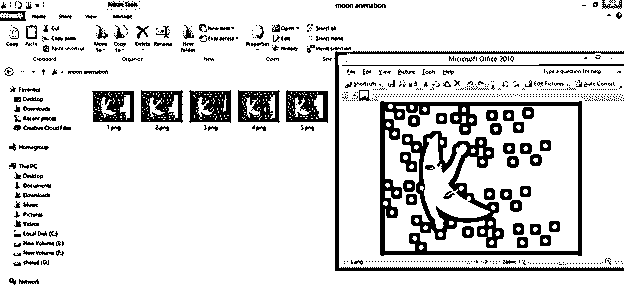 Picture Tools
moon animation
Home Share View Manage
Copy Paste
Cut
Copy path
Paste shortcut
Move to
Copy to
Delete Rename
New item
Easy access
New folder
Properties
Open
Edit
History
Select all
Select none
Invert selection
Clipboard Organize New Open
moon animation
Favorites
Desktop
Downloads
Recent places
Creative Cloud Files
Homegroup
This PC
Desktop
Documents
Downloads
Music
Pictures
Videos
Local Disk (C:)
New Volume (E:)
New Volume (F:)
Network
1.png 2.png 3.png 4.png 5.png
Microsoft Office 2010
File Edit View Picture Tools Help
Type a question for help
Shortcuts...
Edit Pictures...
Auto Correct